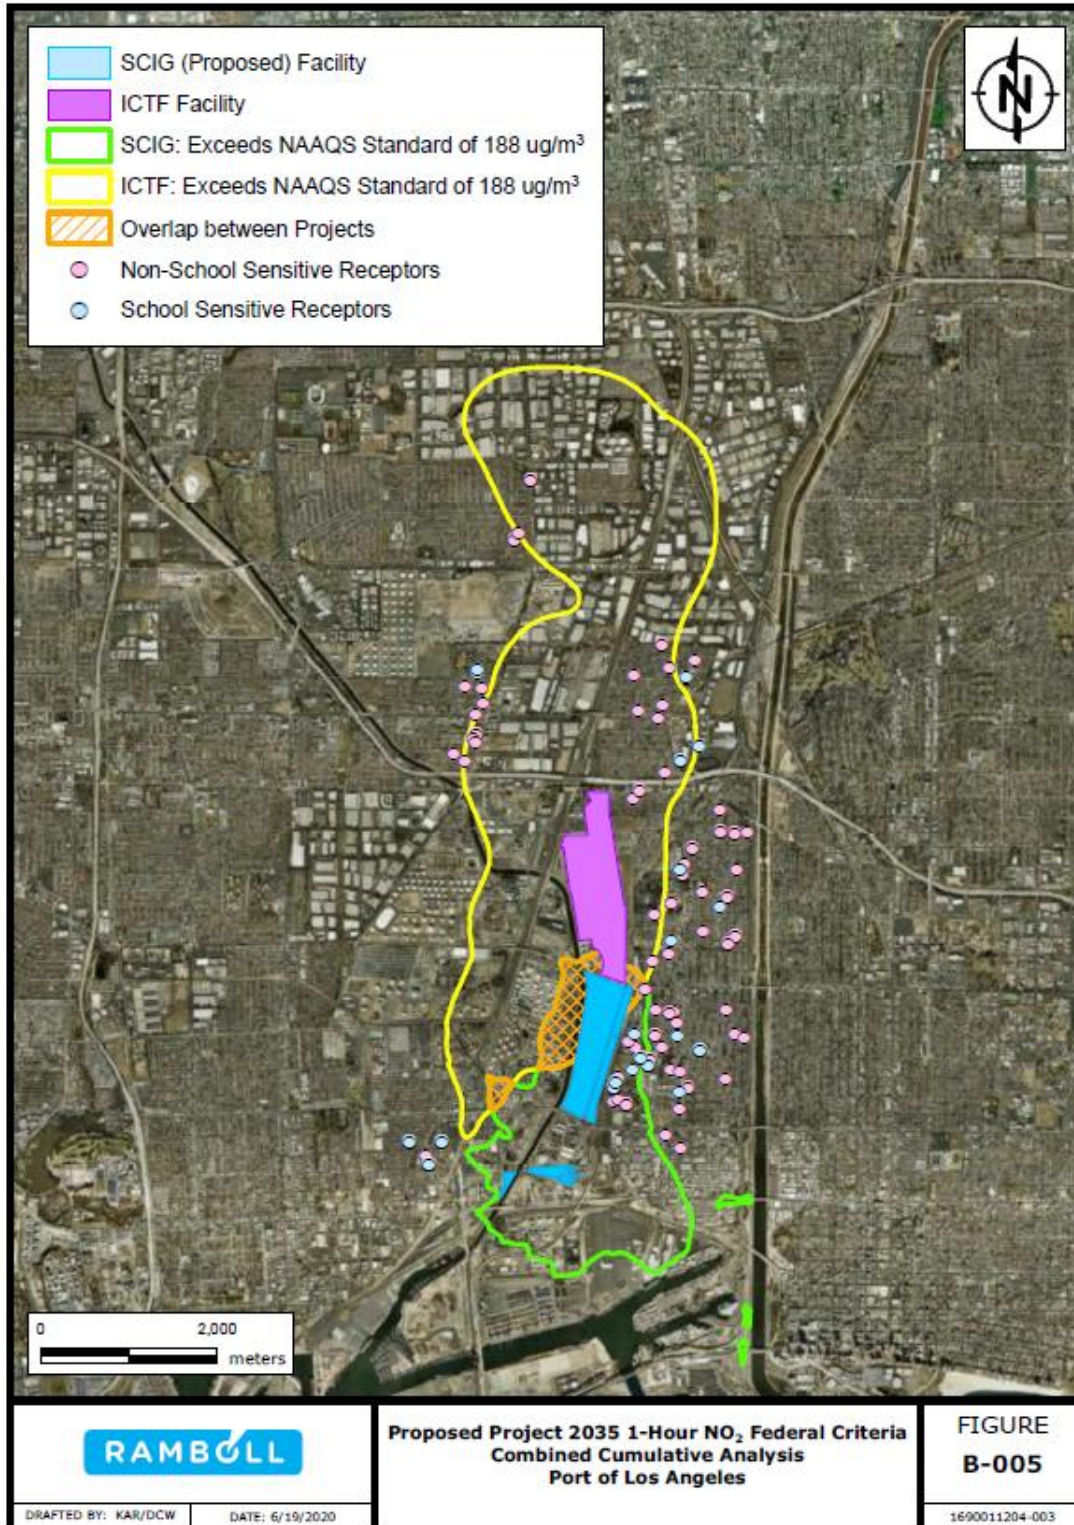 SCIG (Proposed) Facility
ICTF Facility
SCIG: Exceeds NAAQS Standard of 188 ug/m³
ICTF: Exceeds NAAQS Standard of 188 ug/m³
Overlap between Projects
Non-School Sensitive Receptors
School Sensitive Receptors
N
0 2,000
meters
RAMBOLL
DRAFTED BY: KAR/DCW
DATE: 6/19/2020
Proposed Project 2035 1-Hour NO₂ Federal Criteria
Combined Cumulative Analysis
Port of Los Angeles
FIGURE
B-005
1690011204-003